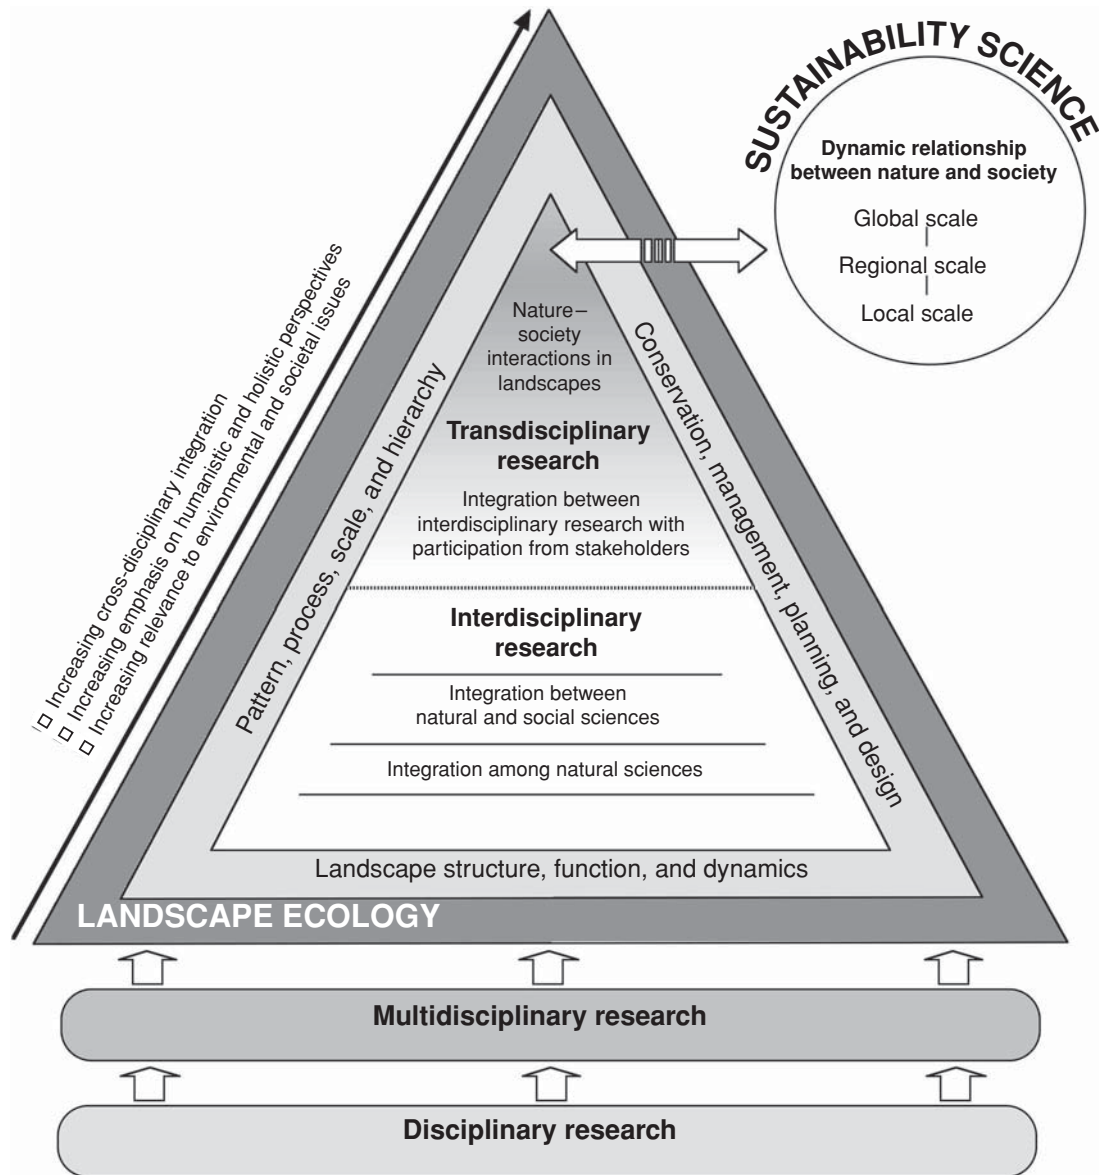 SUSTAINABILITY SCIENCE
Dynamic relationship
between nature and society
Global scale
Regional scale
Local scale
□ Increasing cross-disciplinary integration
□ Increasing emphasis on humanistic and holistic perspectives
□ Increasing relevance to environmental and societal issues
Pattern, process, scale, and hierarchy
Conservation, management, planning, and design
Nature–
society
interactions in
landscapes
Transdisciplinary
research
Integration between
interdisciplinary research with
participation from stakeholders
Interdisciplinary
research
Integration between
natural and social sciences
Integration among natural sciences
Landscape structure, function, and dynamics
LANDSCAPE ECOLOGY
Multidisciplinary research
Disciplinary research